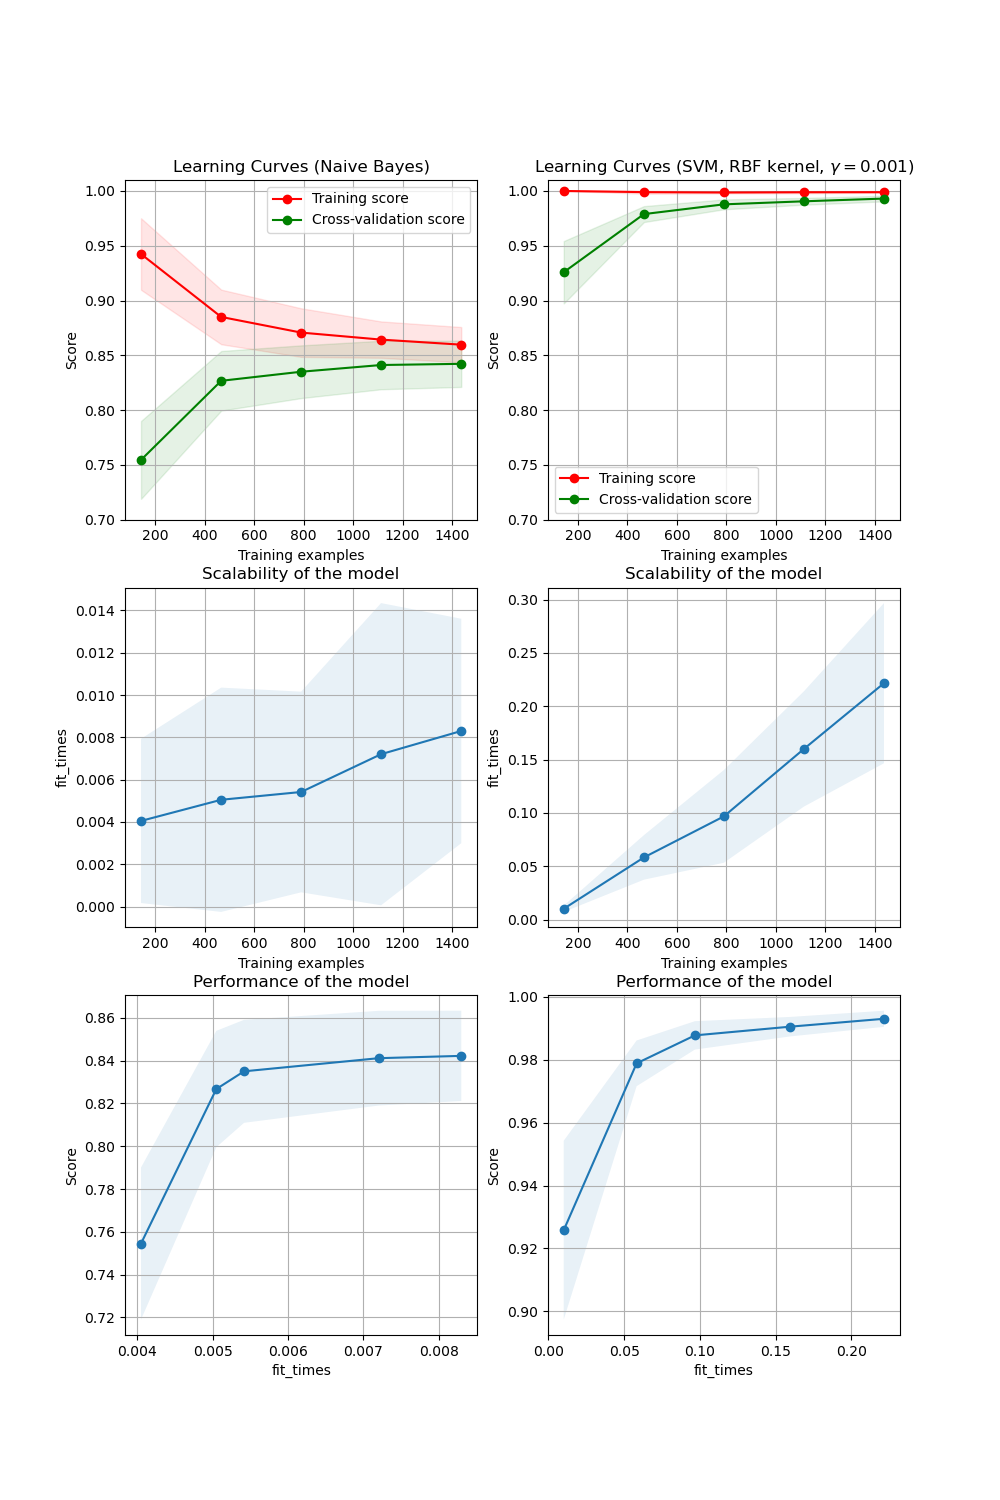 Learning Curves (Naive Bayes)
Score
1.00
0.95
0.90
0.85
0.80
0.75
0.70
Training score
Cross-validation score
200 400 600 800 1000 1200 1400
Training examples
Learning Curves (SVM, RBF kernel, γ = 0.001)
Score
1.00
0.95
0.90
0.85
0.80
0.75
0.70
Training score
Cross-validation score
200 400 600 800 1000 1200 1400
Training examples
Scalability of the model
fit_times
0.014
0.012
0.010
0.008
0.006
0.004
0.002
0.000
200 400 600 800 1000 1200 1400
Training examples
Scalability of the model
fit_times
0.30
0.25
0.20
0.15
0.10
0.05
0.00
200 400 600 800 1000 1200 1400
Training examples
Performance of the model
Score
0.86
0.84
0.82
0.80
0.78
0.76
0.74
0.72
0.004 0.005 0.006 0.007 0.008
fit_times
Performance of the model
Score
1.00
0.98
0.96
0.94
0.92
0.90
0.00 0.05 0.10 0.15 0.20
fit_times